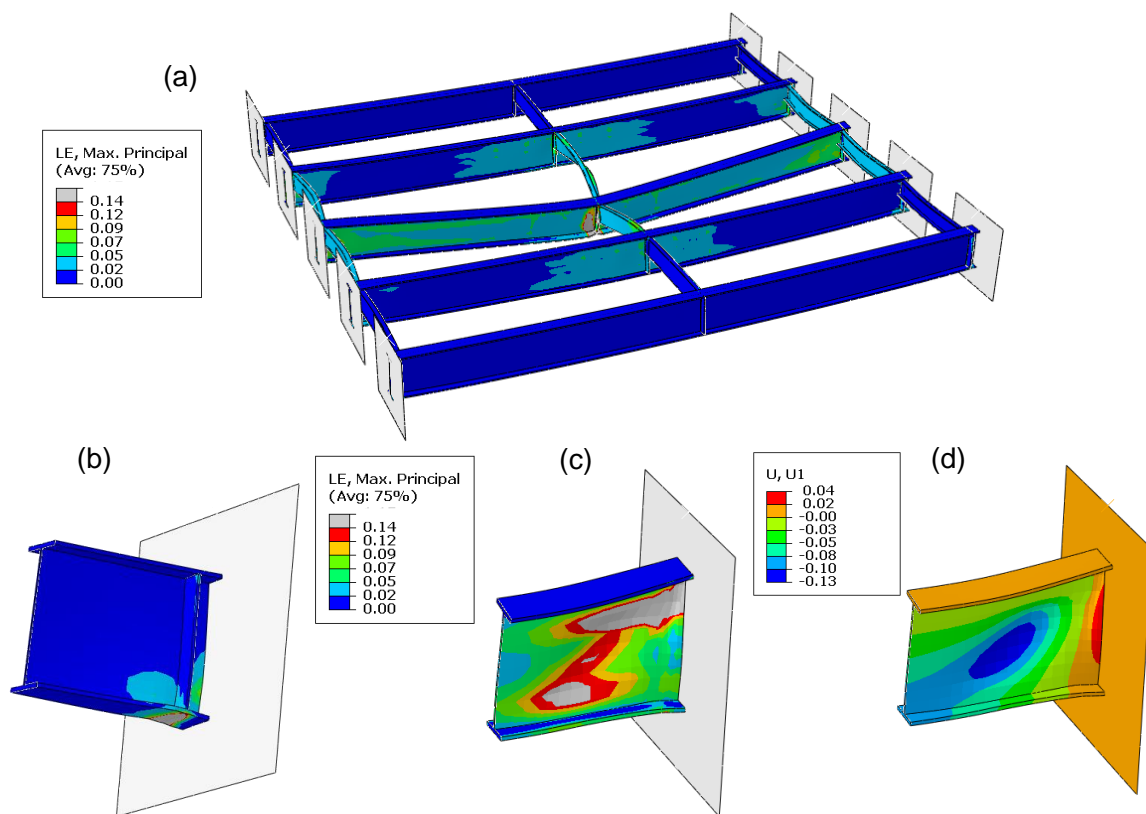 (a)
LE, Max. Principal
(Avg: 75%)
0.14
0.12
0.09
0.07
0.05
0.02
0.00
(b)
LE, Max. Principal
(Avg: 75%)
0.14
0.12
0.09
0.07
0.05
0.02
0.00
(c)
U, U1
0.04
0.02
-0.00
-0.03
-0.05
-0.08
-0.10
-0.13
(d)